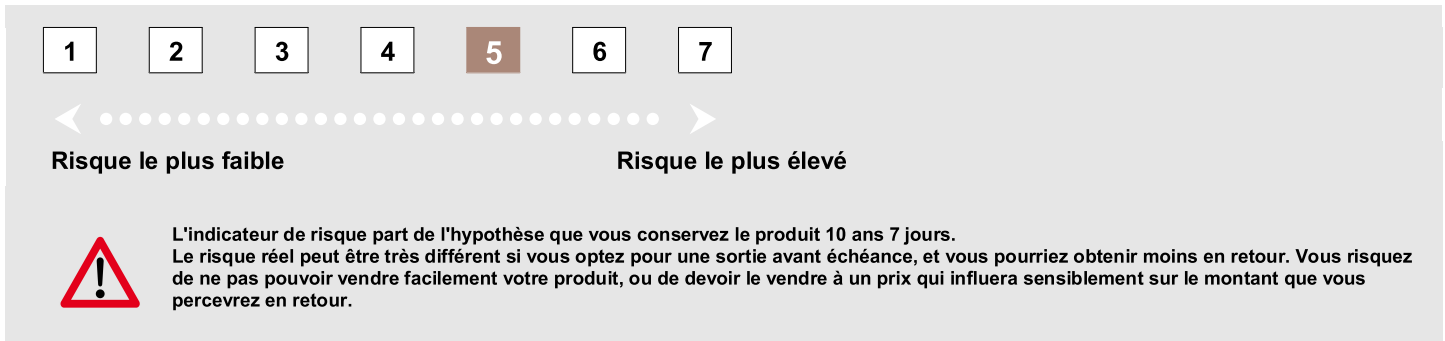 1 2 3 4 5 6 7
Risque le plus faible Risque le plus élevé
L'indicateur de risque part de l'hypothèse que vous conservez le produit 10 ans 7 jours.
Le risque réel peut être très différent si vous optez pour une sortie avant échéance, et vous pourriez obtenir moins en retour. Vous risquez
de ne pas pouvoir vendre facilement votre produit, ou de devoir le vendre à un prix qui influera sensiblement sur le montant que vous
percevrez en retour.